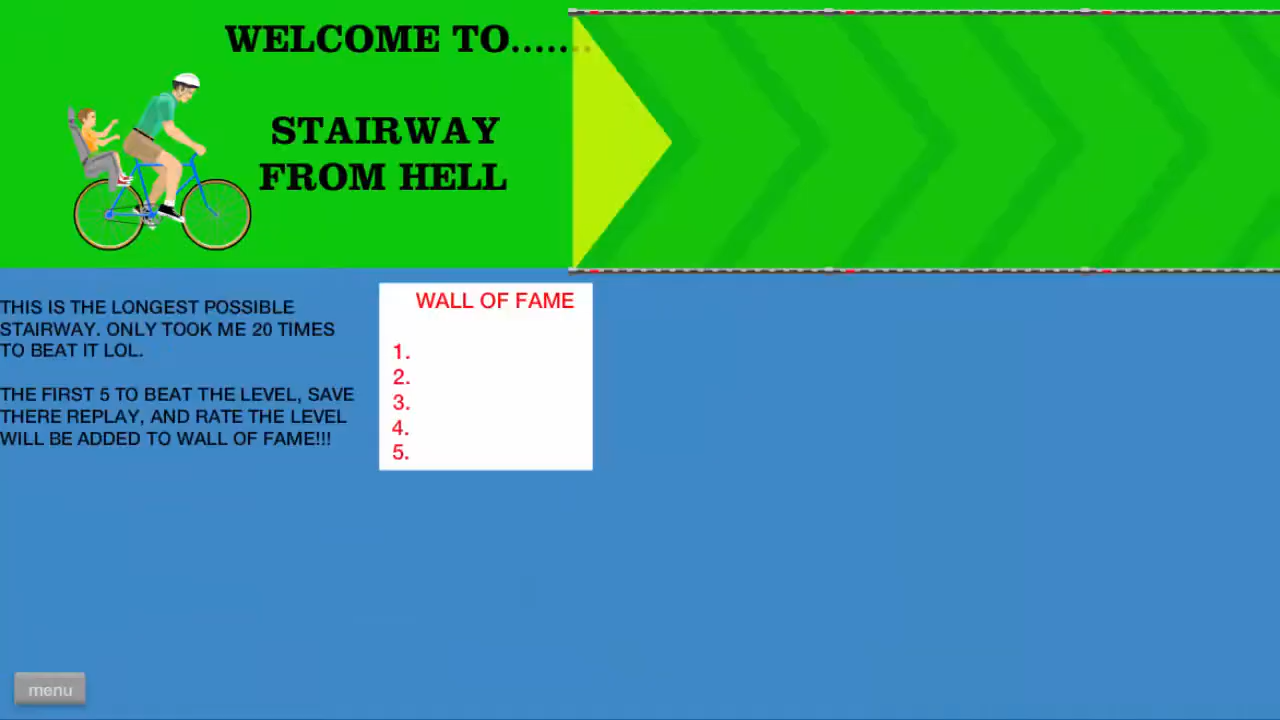 WELCOME TO.......
STAIRWAY
FROM HELL
THIS IS THE LONGEST POSSIBLE
STAIRWAY. ONLY TOOK ME 20 TIMES
TO BEAT IT LOL.
THE FIRST 5 TO BEAT THE LEVEL, SAVE
THERE REPLAY, AND RATE THE LEVEL
WILL BE ADDED TO WALL OF FAME!!!
WALL OF FAME
1.
2.
3.
4.
5.
menu